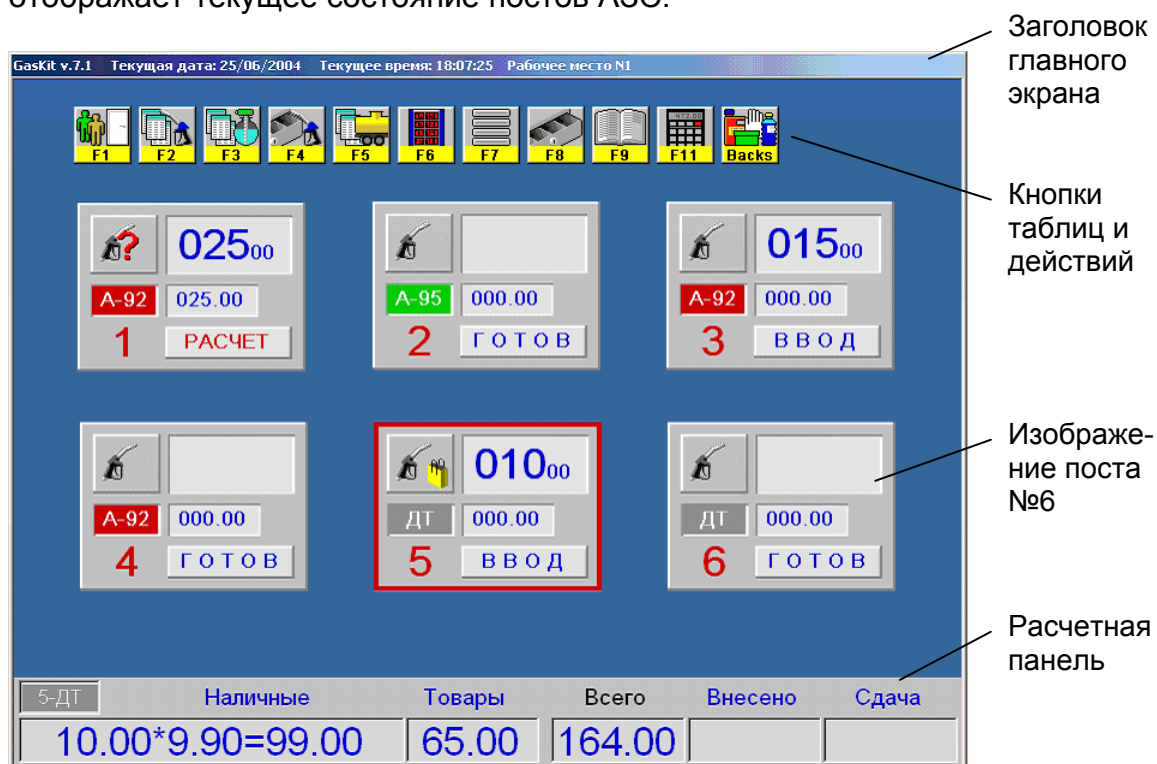 отображает текущее состояние постов АЗС.
Заголовок
главного
экрана
GasKit v.7.1 Текущая дата: 25/06/2004 Текущее время: 18:07:25 Рабочее место N1
F1 F2 F3 F4 F5 F6 F7 F8 F9 F11 Backs
Кнопки
таблиц и
действий
? 02500
А-92 025.00
1 РАСЧЕТ
А-95 000.00
2 ГОТОВ
01500
А-92 000.00
3 ВВОД
А-92 000.00
4 ГОТОВ
01000
ДТ 000.00
5 ВВОД
ДТ 000.00
6 ГОТОВ
Изображе-
ние поста
№6
Расчетная
панель
5-ДТ Наличные Товары Всего Внесено Сдача
10.00*9.90=99.00 65.00 164.00